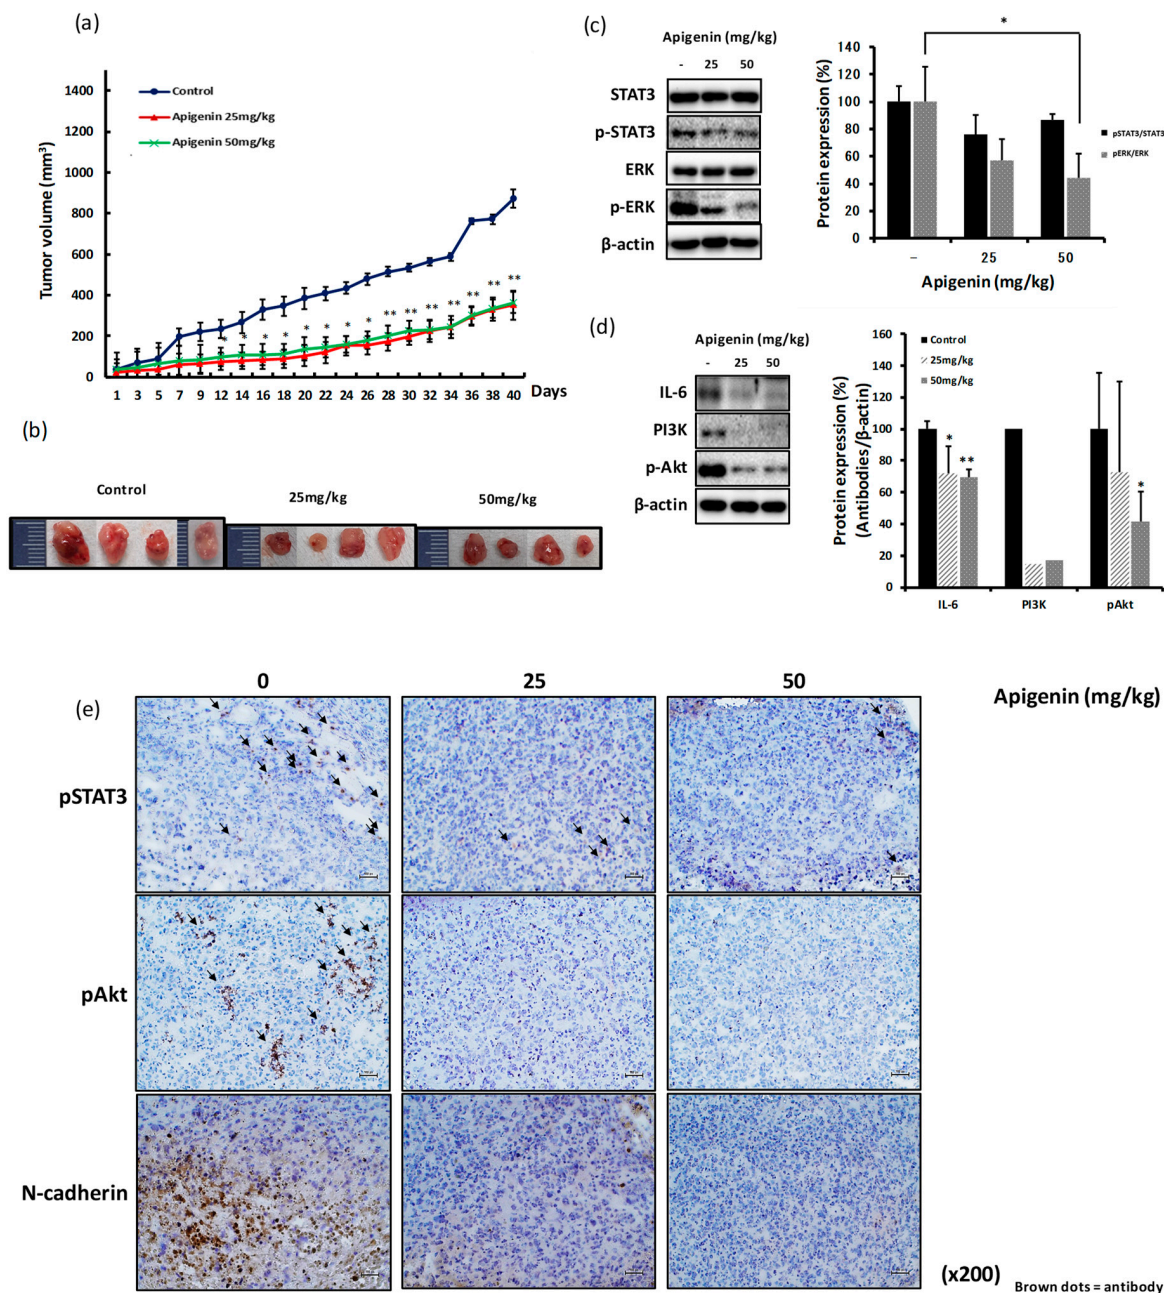 (a)
Tumor volume (mm³)
1400
1200
1000
800
600
400
200
0
Control
Apigenin 25mg/kg
Apigenin 50mg/kg
* * * * * * * * ** ** ** ** ** ** **
1 3 5 7 9 12 14 16 18 20 22 24 26 28 30 32 34 36 38 40 Days
(b)
Control 25mg/kg 50mg/kg
(c)
Apigenin (mg/kg)
- 25 50
STAT3
p-STAT3
ERK
p-ERK
β-actin
Protein expression (%)
140
120
100
80
60
40
20
0
*
pSTAT3/STAT3
pERK/ERK
– 25 50
Apigenin (mg/kg)
(d)
Apigenin (mg/kg)
- 25 50
IL-6
PI3K
p-Akt
β-actin
Protein expression (%)
(Antibodies/β-actin)
160
140
120
100
80
60
40
20
0
Control
25mg/kg
50mg/kg
* ** *
IL-6 PI3K pAkt
(e)
0 25 50 Apigenin (mg/kg)
pSTAT3
pAkt
N-cadherin
(x200) Brown dots = antibody